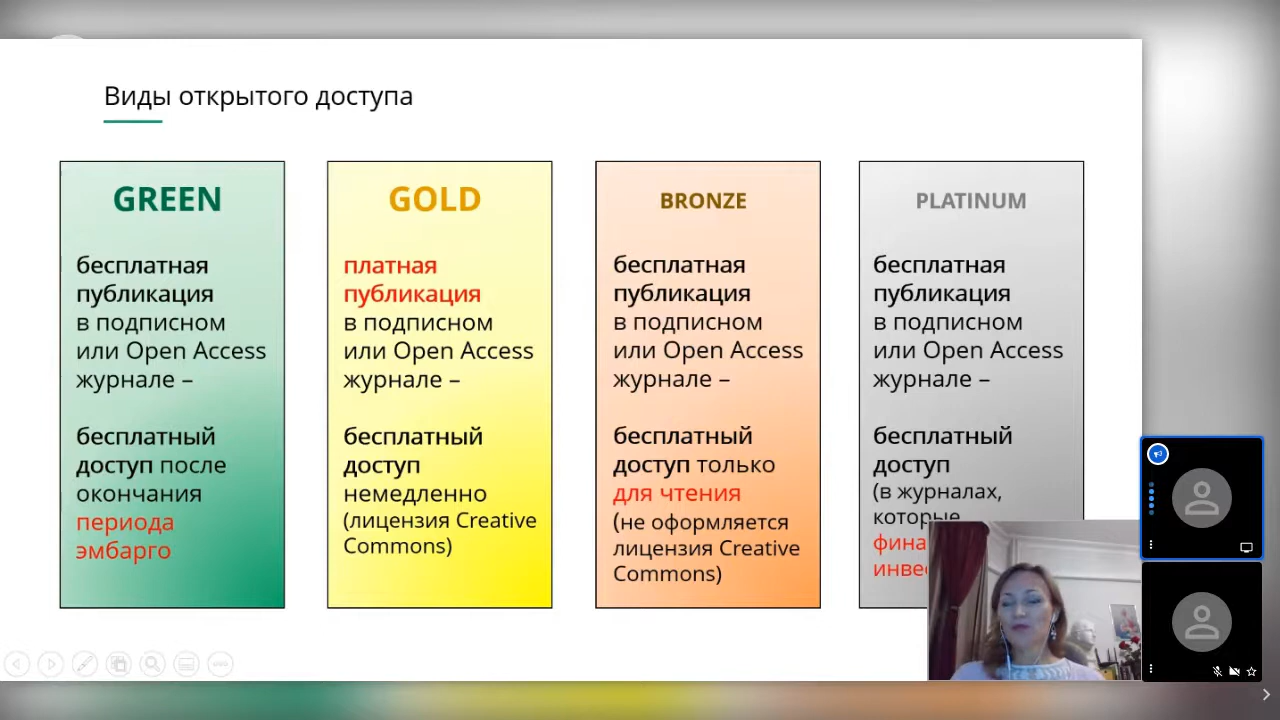 Виды открытого доступа
GREEN
бесплатная
публикация
в подписном
или Open Access
журнале –
бесплатный
доступ после
окончания
периода
эмбарго
GOLD
платная
публикация
в подписном
или Open Access
журнале –
бесплатный
доступ
немедленно
(лицензия Creative
Commons)
BRONZE
бесплатная
публикация
в подписном
или Open Access
журнале –
бесплатный
доступ только
для чтения
(не оформляется
лицензия Creative
Commons)
PLATINUM
бесплатная
публикация
в подписном
или Open Access
журнале –
бесплатный
доступ
(в журналах,
которые